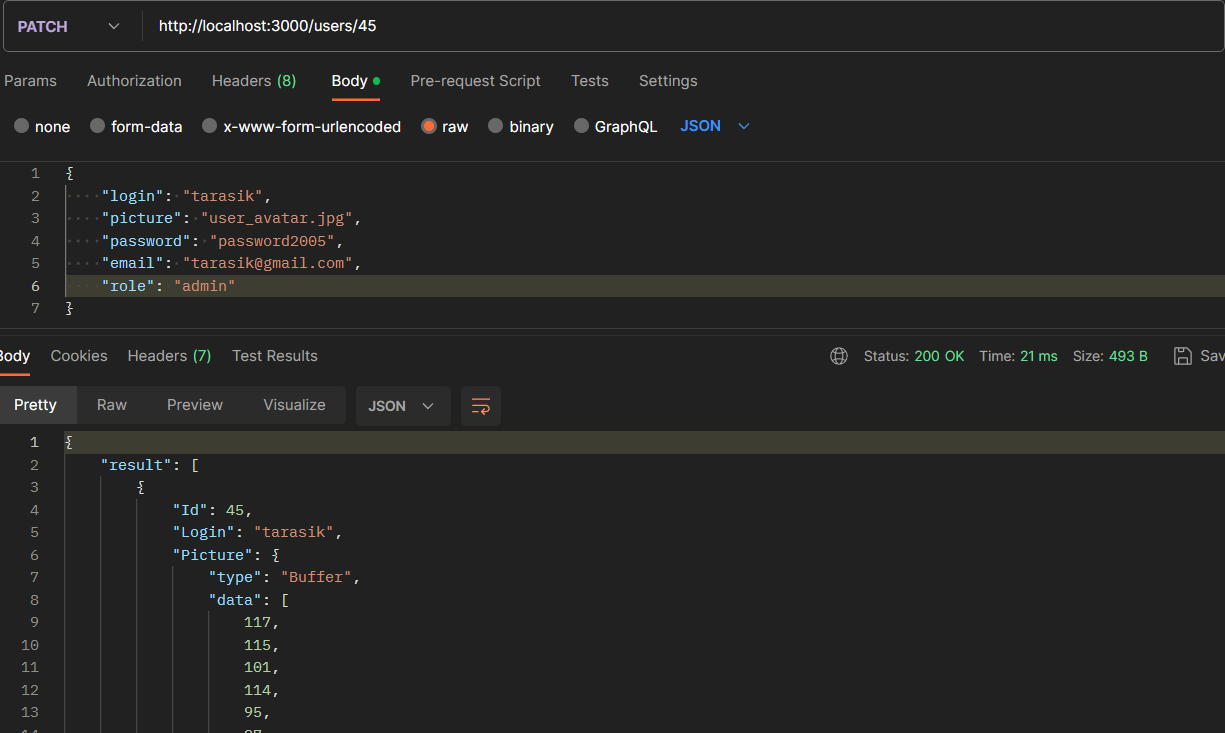 PATCH http://localhost:3000/users/45
Params Authorization Headers (8) Body Pre-request Script Tests Settings
none form-data x-www-form-urlencoded raw binary GraphQL JSON
1 {
2 "login": "tarasik",
3 "picture": "user_avatar.jpg",
4 "password": "password2005",
5 "email": "tarasik@gmail.com",
6 "role": "admin"
7 }
Body Cookies Headers (7) Test Results Status: 200 OK Time: 21 ms Size: 493 B Sav
Pretty Raw Preview Visualize JSON
1 {
2 "result": [
3 {
4 "Id": 45,
5 "Login": "tarasik",
6 "Picture": {
7 "type": "Buffer",
8 "data": [
9 117,
10 115,
11 101,
12 114,
13 95,